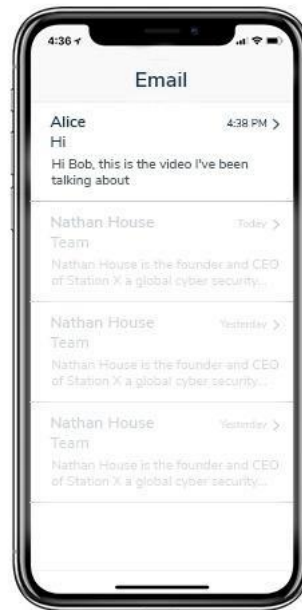 4:36
Email
Alice 4:38 PM
Hi
Hi Bob, this is the video I've been
talking about
Nathan House Today
Team
Nathan House is the founder and CEO
of Station X a global cyber security...
Nathan House Yesterday
Team
Nathan House is the founder and CEO
of Station X a global cyber security...
Nathan House Yesterday
Team
Nathan House is the founder and CEO
of Station X a global cyber security...